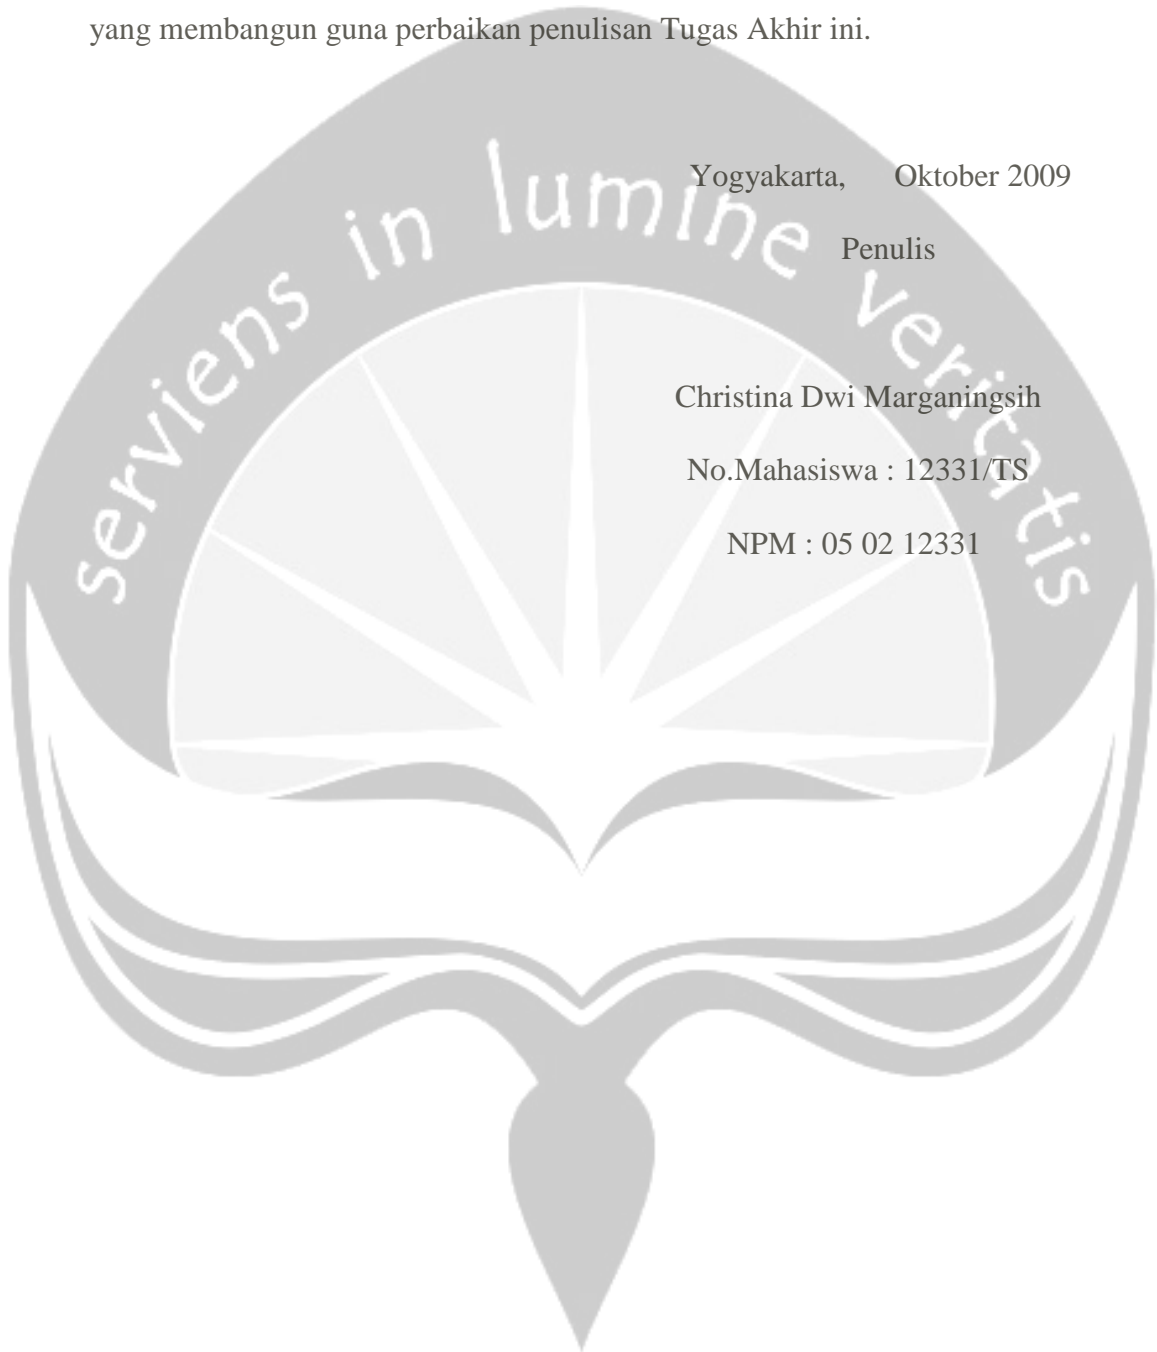 yang membangun guna perbaikan penulisan Tugas Akhir ini.
serviens in lumine veritatis
Yogyakarta, Oktober 2009
Penulis
Christina Dwi Marganingsih
No.Mahasiswa : 12331/TS
NPM : 05 02 12331